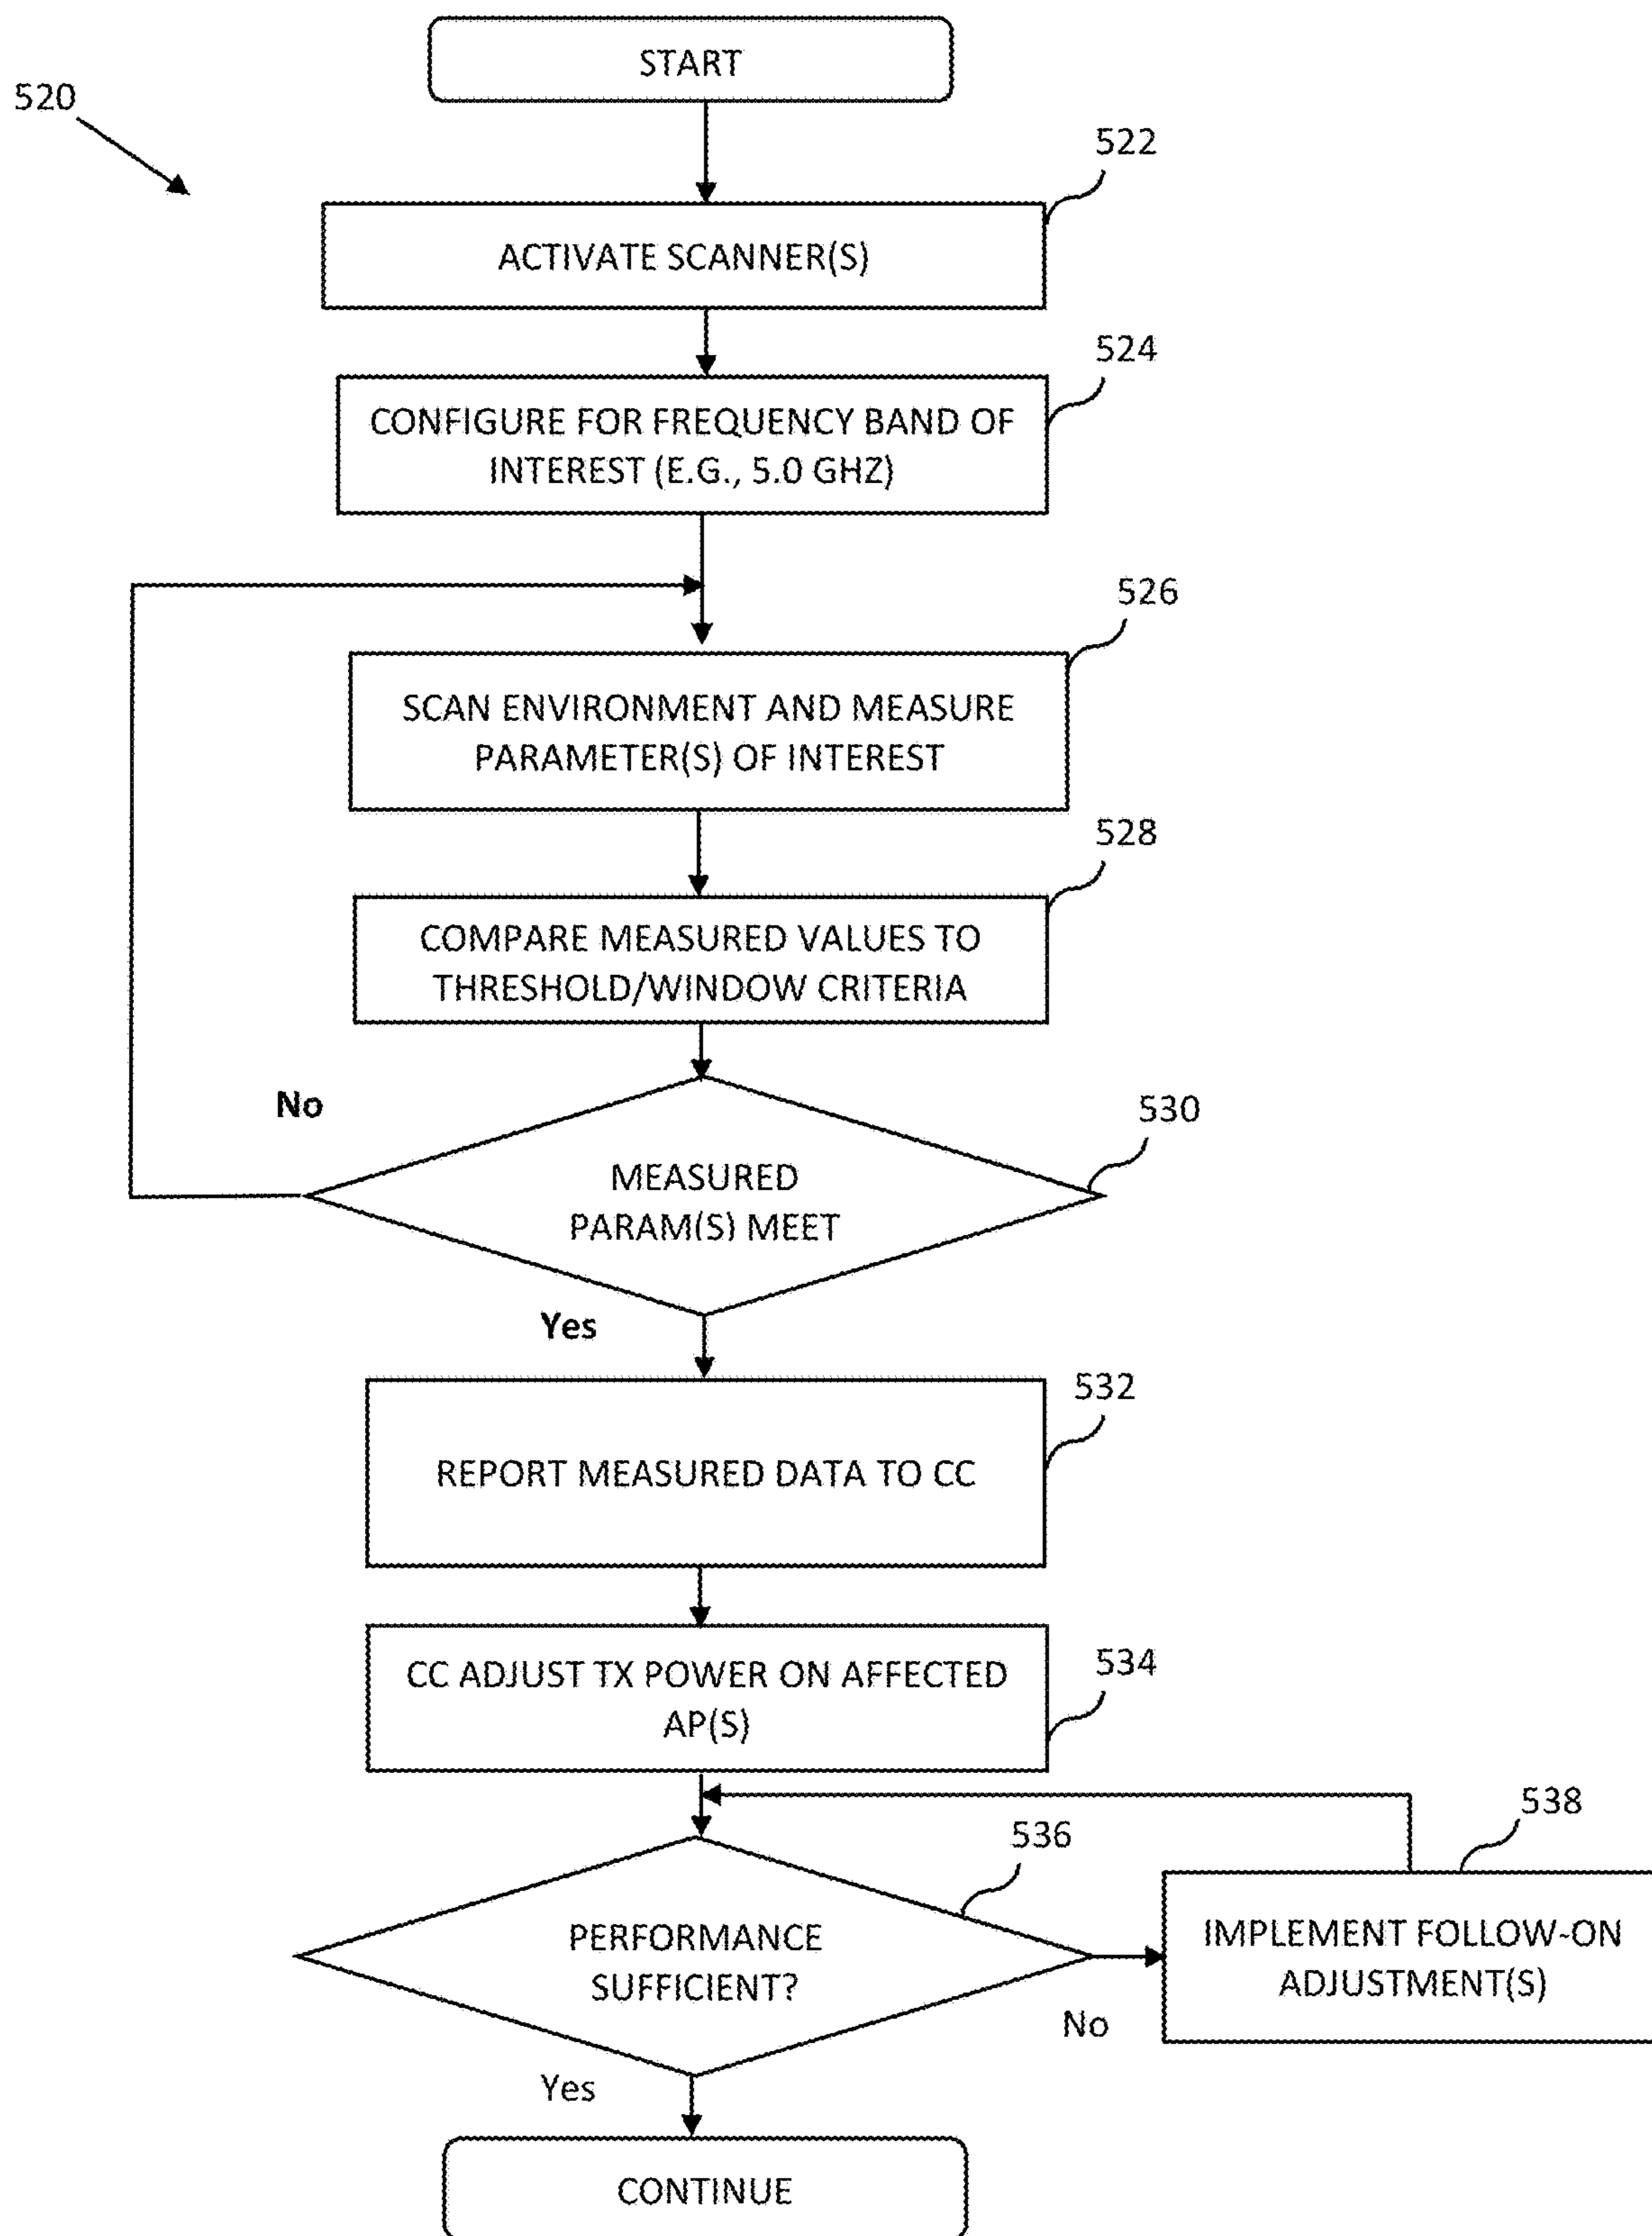 START
520
522
ACTIVATE SCANNER(S)
524
CONFIGURE FOR FREQUENCY BAND OF
INTEREST (E.G., 5.0 GHZ)
526
SCAN ENVIRONMENT AND MEASURE
PARAMETER(S) OF INTEREST
528
COMPARE MEASURED VALUES TO
THRESHOLD/WINDOW CRITERIA
No
530
MEASURED
PARAM(S) MEET
Yes
532
REPORT MEASURED DATA TO CC
534
CC ADJUST TX POWER ON AFFECTED
AP(S)
536
538
PERFORMANCE
SUFFICIENT?
IMPLEMENT FOLLOW-ON
ADJUSTMENT(S)
No
Yes
CONTINUE